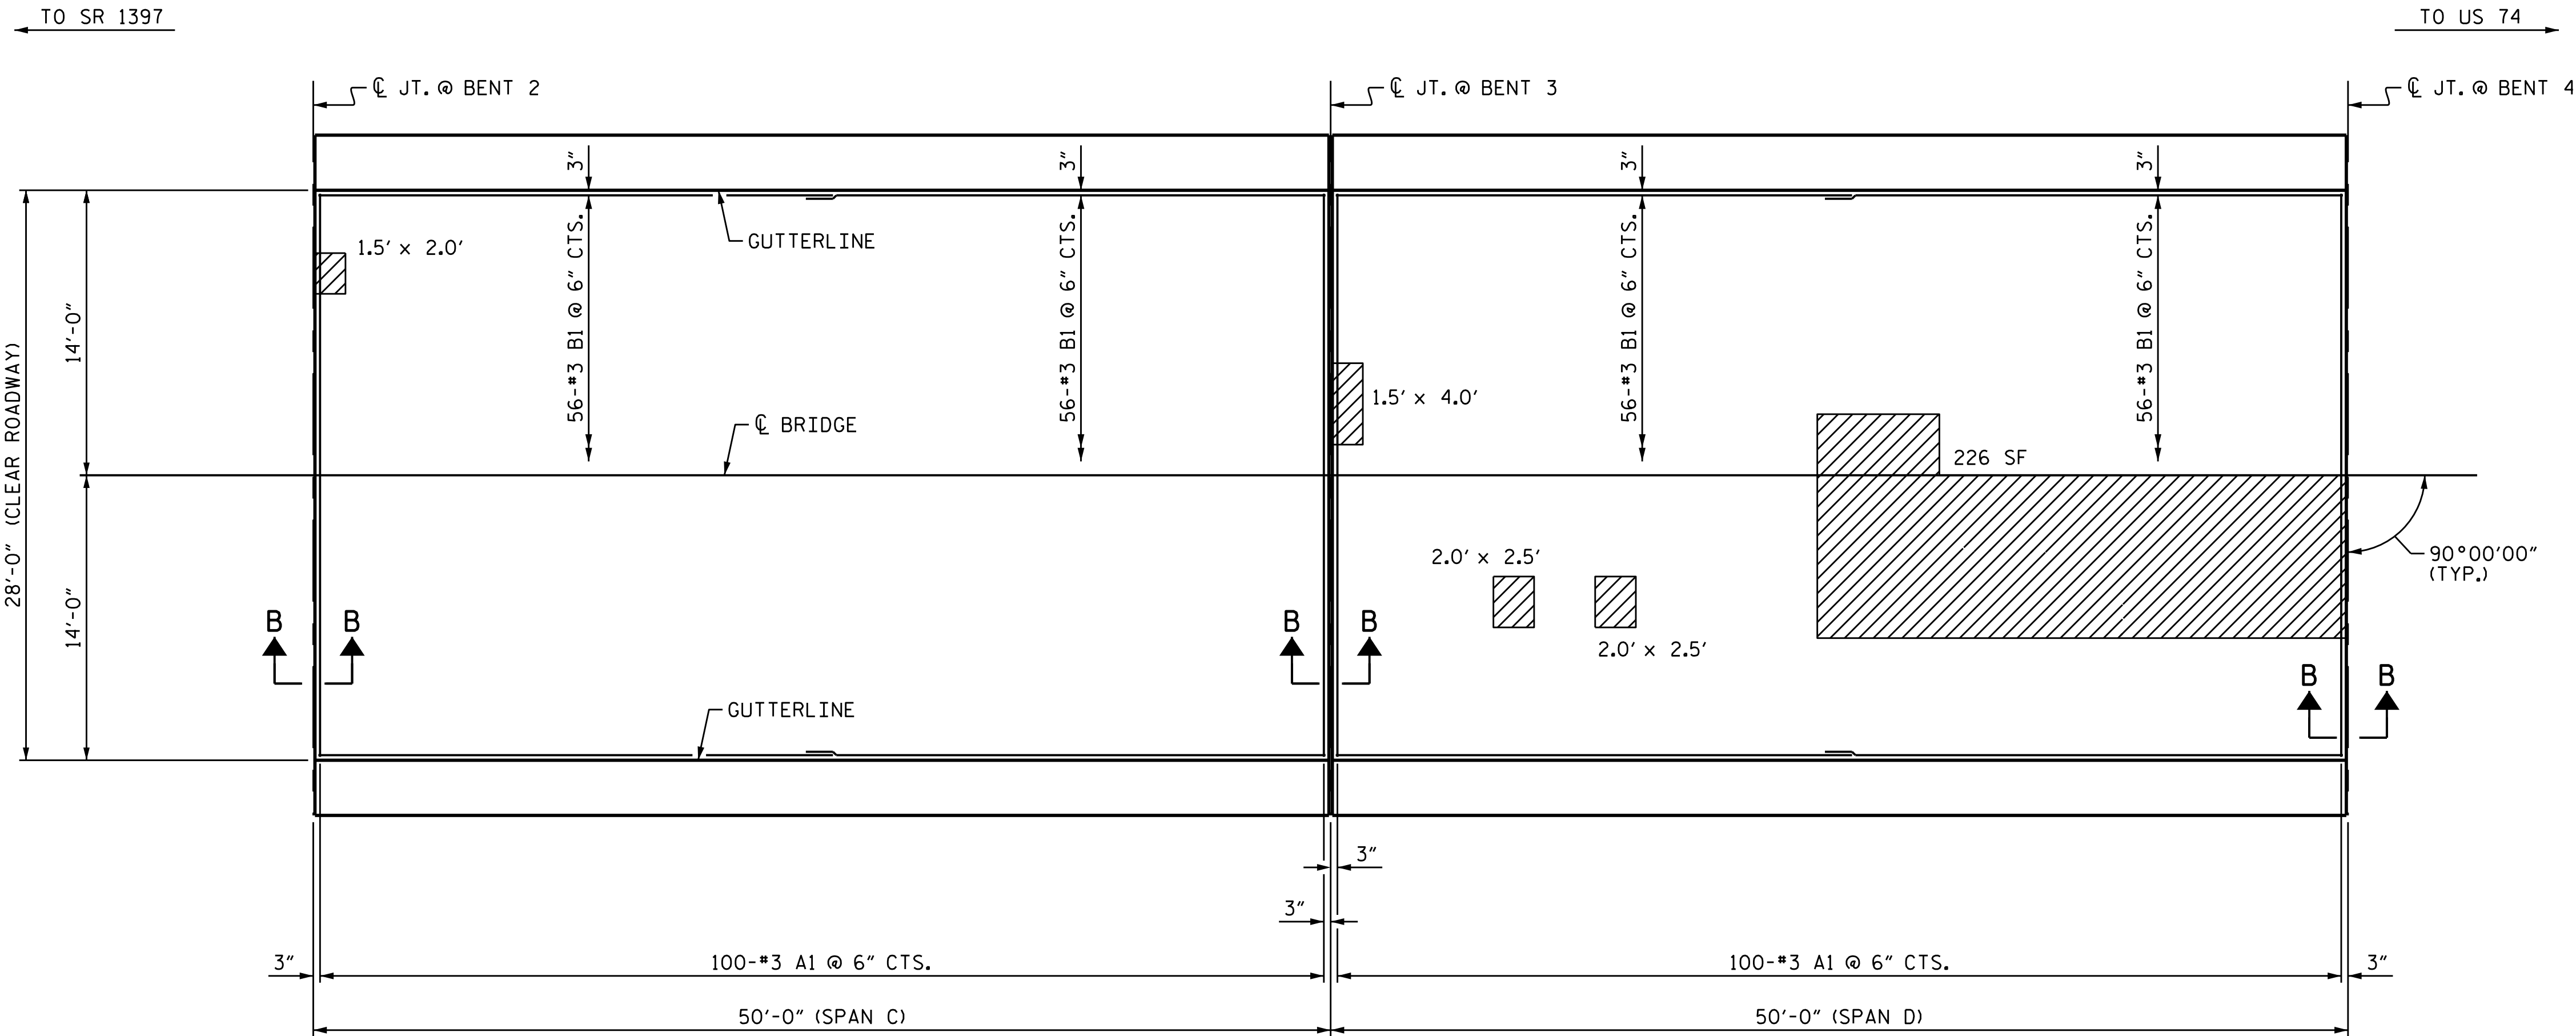 TO SR 1397
TO US 74
℄ JT. @ BENT 2
℄ JT. @ BENT 3
℄ JT. @ BENT 4
3"
3"
3"
3"
56-#3 B1 @ 6" CTS.
56-#3 B1 @ 6" CTS.
56-#3 B1 @ 6" CTS.
56-#3 B1 @ 6" CTS.
GUTTERLINE
1.5' x 2.0'
14'-0"
28'-0" (CLEAR ROADWAY)
1.5' x 4.0'
℄ BRIDGE
226 SF
2.0' x 2.5'
90°00'00"
(TYP.)
14'-0"
B B
B B
2.0' x 2.5'
B B
GUTTERLINE
3"
3"
3"
100-#3 A1 @ 6" CTS.
100-#3 A1 @ 6" CTS.
3"
50'-0" (SPAN C)
50'-0" (SPAN D)